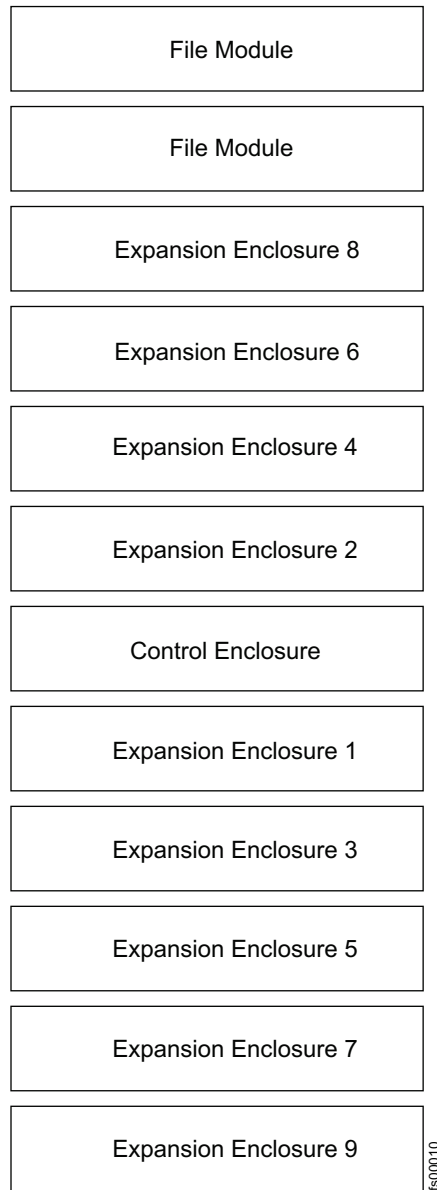 File Module
File Module
Expansion Enclosure 8
Expansion Enclosure 6
Expansion Enclosure 4
Expansion Enclosure 2
Control Enclosure
Expansion Enclosure 1
Expansion Enclosure 3
Expansion Enclosure 5
Expansion Enclosure 7
Expansion Enclosure 9
fs00010